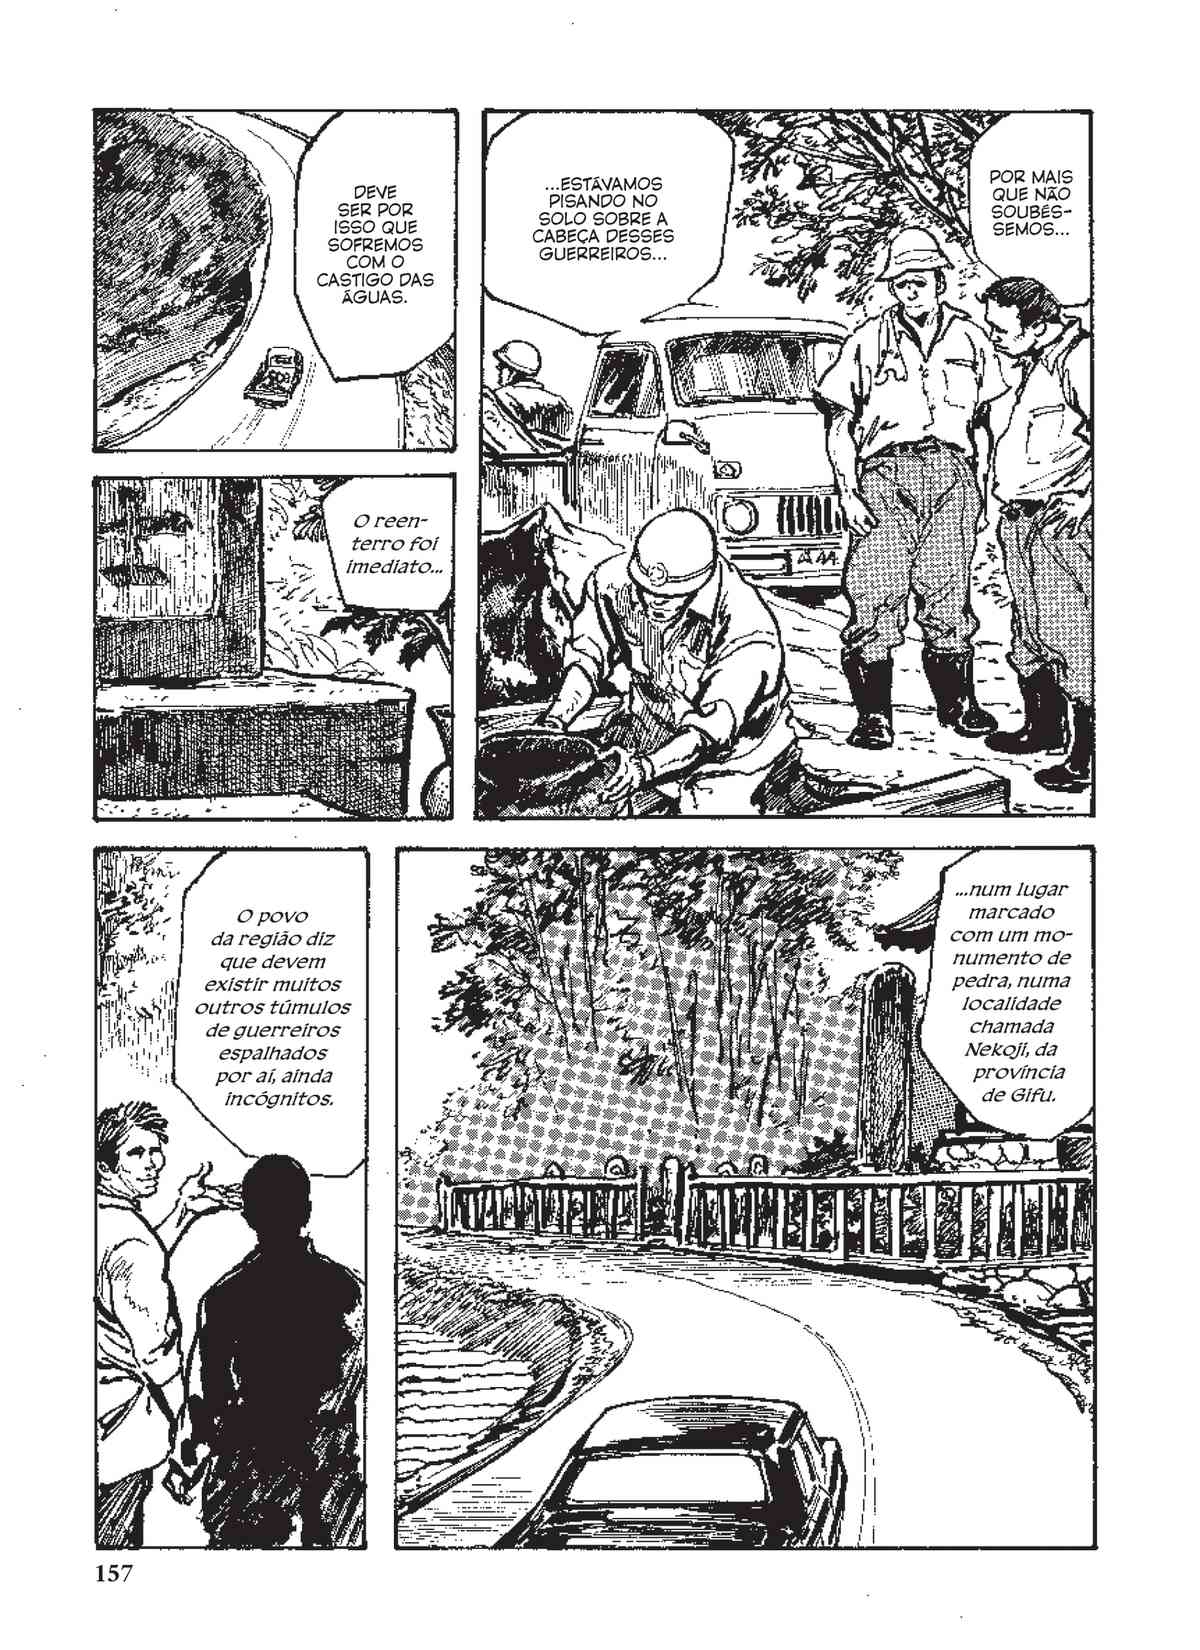 POR MAIS
QUE NÃO
SOUBÉS-
SEMOS...
...ESTÁVAMOS
PISANDO NO
SOLO SOBRE A
CABEÇA DESSES
GUERREIROS...
DEVE
SER POR
ISSO QUE
SOFREMOS
COM O
CASTIGO DAS
ÁGUAS.
O reen-
terro foi
imediato...
...num lugar
marcado
com um mo-
numento de
pedra, numa
localidade
chamada
Nekoji, da
província
de Gifu.
O povo
da região diz
que devem
existir muitos
outros túmulos
de guerreiros
espalhados
por aí, ainda
incógnitos.
157